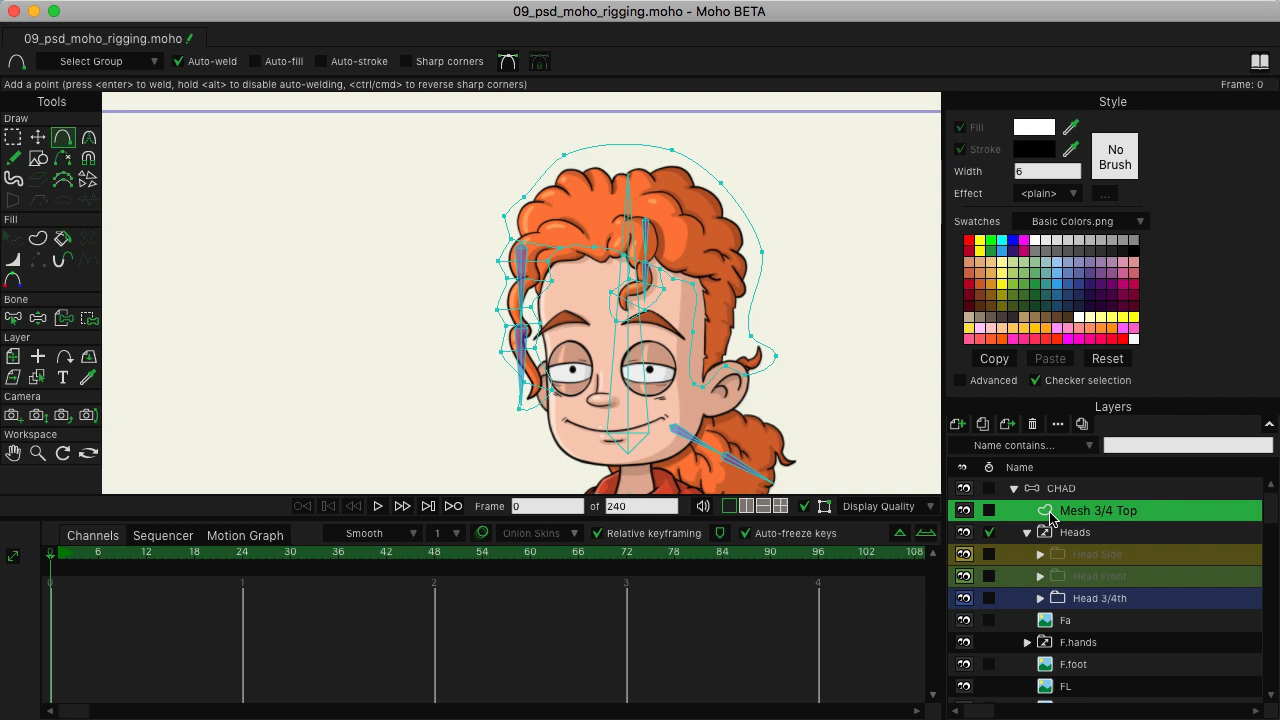 09_psd_moho_rigging.moho - Moho BETA
09_psd_moho_rigging.moho
Select Group Auto-weld Auto-fill Auto-stroke Sharp corners
Add a point (press <enter> to weld, hold <alt> to disable auto-welding, <ctrl/cmd> to reverse sharp corners) Frame: 0
Tools
Draw
Fill
Bone
Layer
Camera
Workspace
Style
Fill
Stroke
No Brush
Width 6
Effect <plain> ...
Swatches Basic Colors.png
Copy Paste Reset
Advanced Checker selection
Layers
Name contains...
Name
CHAD
Mesh 3/4 Top
Heads
Head Side
Head Front
Head 3/4th
Fa
F.hands
F.foot
FL
Frame 0 of 240 Display Quality
Channels Sequencer Motion Graph Smooth 1 Onion Skins Relative keyframing Auto-freeze keys
0 6 12 18 24 30 36 42 48 54 60 66 72 78 84 90 96 102 108
0 1 2 3 4